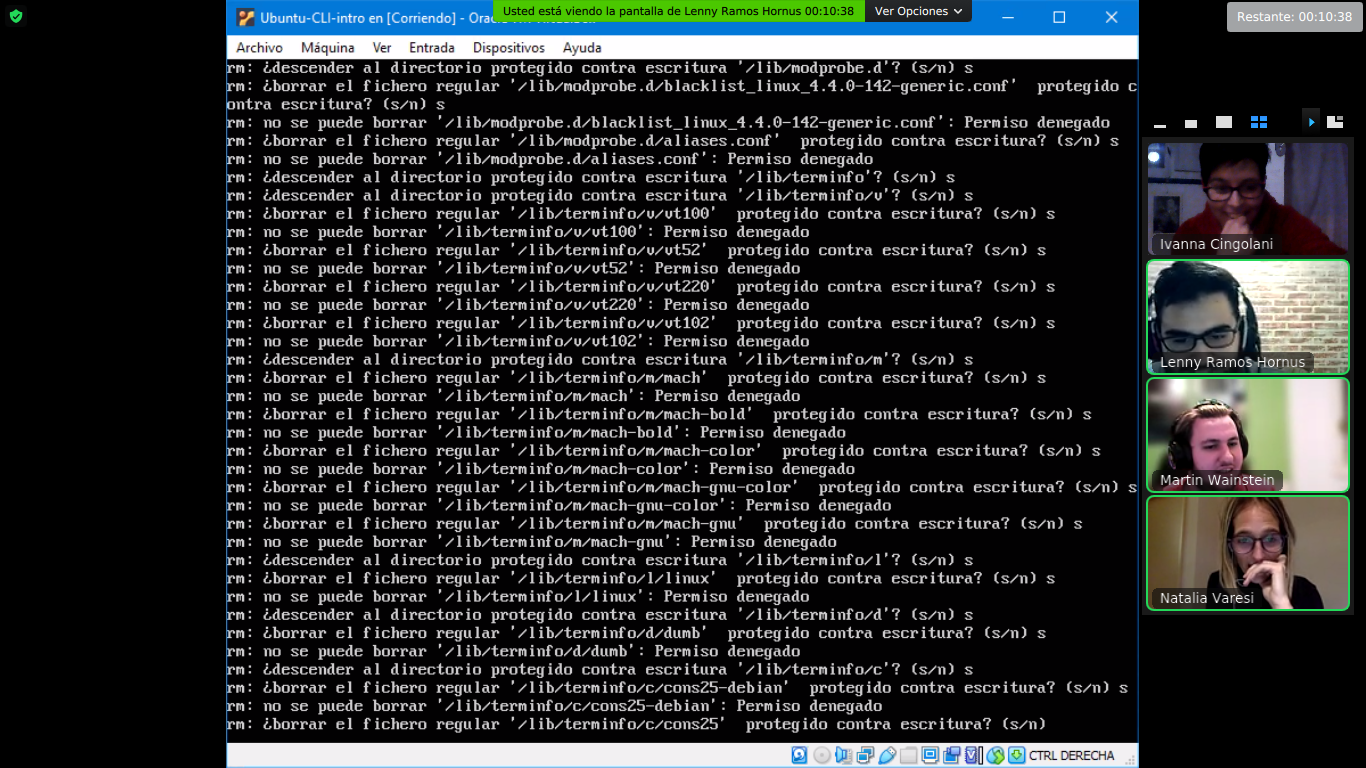 Usted está viendo la pantalla de Lenny Ramos Hornus 00:10:38
Ver Opciones
Restante: 00:10:38
Ubuntu-CLI-intro en [Corriendo] -
Archivo Máquina Ver Entrada Dispositivos Ayuda
rm: ¿descender al directorio protegido contra escritura '/lib/modprobe.d'? (s/n) s
rm: ¿borrar el fichero regular '/lib/modprobe.d/blacklist_linux_4.4.0-142-generic.conf'  protegido c
ontra escritura? (s/n) s
rm: no se puede borrar '/lib/modprobe.d/blacklist_linux_4.4.0-142-generic.conf': Permiso denegado
rm: ¿borrar el fichero regular '/lib/modprobe.d/aliases.conf'  protegido contra escritura? (s/n) s
rm: no se puede borrar '/lib/modprobe.d/aliases.conf': Permiso denegado
rm: ¿descender al directorio protegido contra escritura '/lib/terminfo'? (s/n) s
rm: ¿descender al directorio protegido contra escritura '/lib/terminfo/v'? (s/n) s
rm: ¿borrar el fichero regular '/lib/terminfo/v/vt100'  protegido contra escritura? (s/n) s
rm: no se puede borrar '/lib/terminfo/v/vt100': Permiso denegado
rm: ¿borrar el fichero regular '/lib/terminfo/v/vt52'  protegido contra escritura? (s/n) s
rm: no se puede borrar '/lib/terminfo/v/vt52': Permiso denegado
rm: ¿borrar el fichero regular '/lib/terminfo/v/vt220'  protegido contra escritura? (s/n) s
rm: no se puede borrar '/lib/terminfo/v/vt220': Permiso denegado
rm: ¿borrar el fichero regular '/lib/terminfo/v/vt102'  protegido contra escritura? (s/n) s
rm: no se puede borrar '/lib/terminfo/v/vt102': Permiso denegado
rm: ¿descender al directorio protegido contra escritura '/lib/terminfo/m'? (s/n) s
rm: ¿borrar el fichero regular '/lib/terminfo/m/mach'  protegido contra escritura? (s/n) s
rm: no se puede borrar '/lib/terminfo/m/mach': Permiso denegado
rm: ¿borrar el fichero regular '/lib/terminfo/m/mach-bold'  protegido contra escritura? (s/n) s
rm: no se puede borrar '/lib/terminfo/m/mach-bold': Permiso denegado
rm: ¿borrar el fichero regular '/lib/terminfo/m/mach-color'  protegido contra escritura? (s/n) s
rm: no se puede borrar '/lib/terminfo/m/mach-color': Permiso denegado
rm: ¿borrar el fichero regular '/lib/terminfo/m/mach-gnu-color'  protegido contra escritura? (s/n) s
rm: no se puede borrar '/lib/terminfo/m/mach-gnu-color': Permiso denegado
rm: ¿borrar el fichero regular '/lib/terminfo/m/mach-gnu'  protegido contra escritura? (s/n) s
rm: no se puede borrar '/lib/terminfo/m/mach-gnu': Permiso denegado
rm: ¿descender al directorio protegido contra escritura '/lib/terminfo/l'? (s/n) s
rm: ¿borrar el fichero regular '/lib/terminfo/l/linux'  protegido contra escritura? (s/n) s
rm: no se puede borrar '/lib/terminfo/l/linux': Permiso denegado
rm: ¿descender al directorio protegido contra escritura '/lib/terminfo/d'? (s/n) s
rm: ¿borrar el fichero regular '/lib/terminfo/d/dumb'  protegido contra escritura? (s/n) s
rm: no se puede borrar '/lib/terminfo/d/dumb': Permiso denegado
rm: ¿descender al directorio protegido contra escritura '/lib/terminfo/c'? (s/n) s
rm: ¿borrar el fichero regular '/lib/terminfo/c/cons25-debian'  protegido contra escritura? (s/n) s
rm: no se puede borrar '/lib/terminfo/c/cons25-debian': Permiso denegado
rm: ¿borrar el fichero regular '/lib/terminfo/c/cons25'  protegido contra escritura? (s/n)
CTRL DERECHA
Ivanna Cingolani
Lenny Ramos Hornus
Martin Wainstein
Natalia Varesi